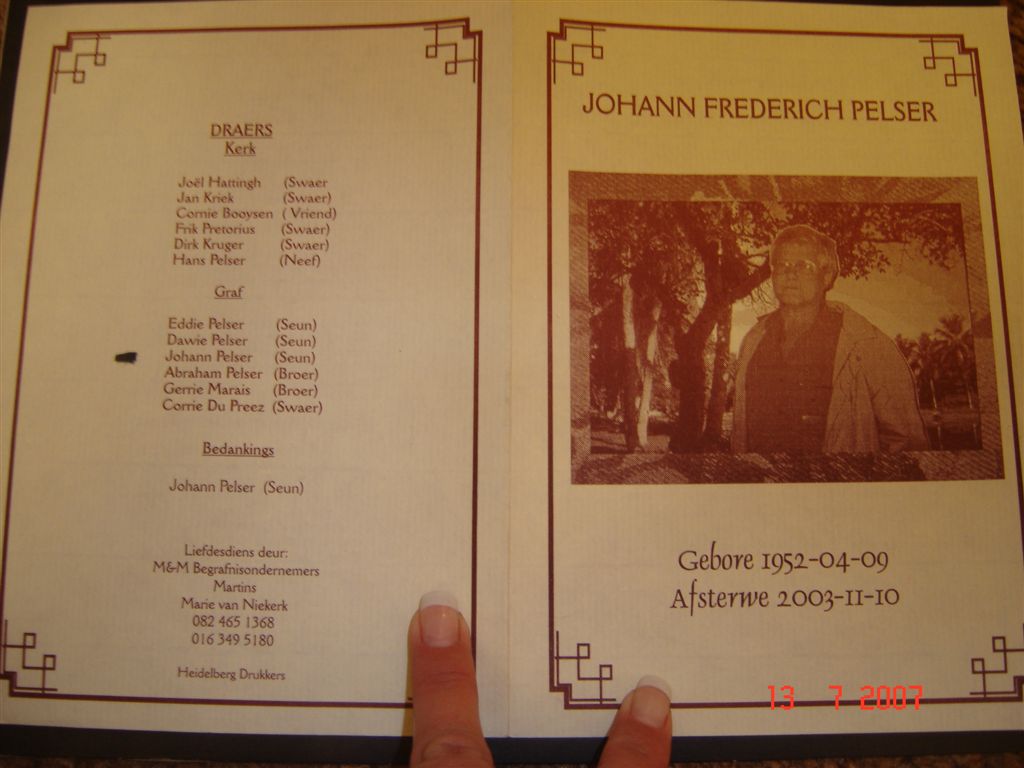 DRAERS
Kerk
Joël Hattingh (Swaer
Jan Kriek (Swaer)
Cornie Booysen ( Vriend)
Frik Pretorius (Swaer)
Dirk Kruger (Swaer)
Hans Pelser (Neef)
Graf
Eddie Pelser (Seun)
Dawie Pelser (Seun)
Johann Pelser (Seun)
Abraham Pelser (Broer)
Gerrie Marais (Broer)
Corrie Du Preez (Swaer)
Bedankings
Johann Pelser (Seun)
Liefdesdiens deur:
M&M Begrafnisondernemers
Martins
Marie van Niekerk
082 465 1368
016 349 5180
Heidelberg Drukkers
JOHANN FREDERICH PELSER
Gebore 1952-04-09
Afsterwe 2003-11-10
13 7 2007